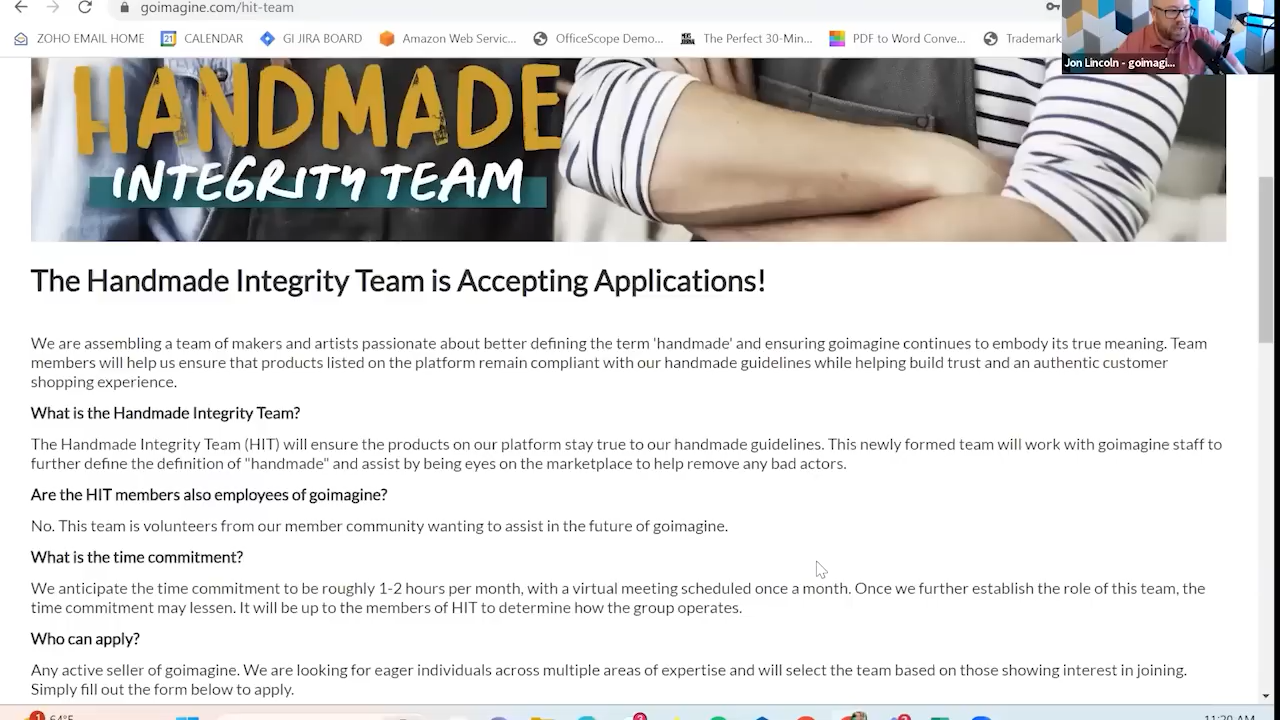 goimagine.com/hit-team
ZOHO EMAIL HOME CALENDAR GI JIRA BOARD Amazon Web Servic... OfficeScope Demo... The Perfect 30-Min... PDF to Word Conve... Trademark
Jon Lincoln - goimagi...
HANDMADE
INTEGRITY TEAM
The Handmade Integrity Team is Accepting Applications!
We are assembling a team of makers and artists passionate about better defining the term 'handmade' and ensuring goimagine continues to embody its true meaning. Team
members will help us ensure that products listed on the platform remain compliant with our handmade guidelines while helping build trust and an authentic customer
shopping experience.
What is the Handmade Integrity Team?
The Handmade Integrity Team (HIT) will ensure the products on our platform stay true to our handmade guidelines. This newly formed team will work with goimagine staff to
further define the definition of "handmade" and assist by being eyes on the marketplace to help remove any bad actors.
Are the HIT members also employees of goimagine?
No. This team is volunteers from our member community wanting to assist in the future of goimagine.
What is the time commitment?
We anticipate the time commitment to be roughly 1-2 hours per month, with a virtual meeting scheduled once a month. Once we further establish the role of this team, the
time commitment may lessen. It will be up to the members of HIT to determine how the group operates.
Who can apply?
Any active seller of goimagine. We are looking for eager individuals across multiple areas of expertise and will select the team based on those showing interest in joining.
Simply fill out the form below to apply.
64°F 11:20 AM